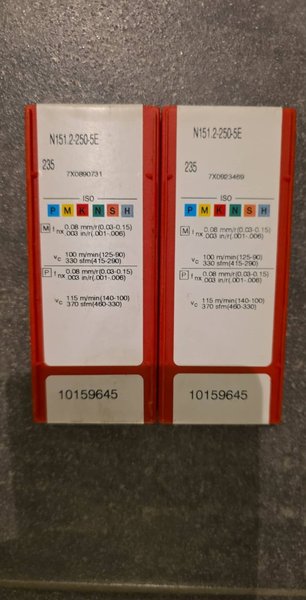 N151.2-250-5E
235
7X0890731
ISO
P M K N S H
M fnx 0.08 mm/r(0.03-0.15)
.003 in/r(.001-.006)
vc 100 m/min(125-90)
330 sfm(415-290)
P fnx 0.08 mm/r(0.03-0.15)
.003 in/r(.001-.006)
vc 115 m/min(140-100)
370 sfm(460-330)
10159645
N151.2-250-5E
235
7X0923469
ISO
P M K N S H
M fnx 0.08 mm/r(0.03-0.15)
.003 in/r(.001-.006)
vc 100 m/min(125-90)
330 sfm(415-290)
P fnx 0.08 mm/r(0.03-0.15)
.003 in/r(.001-.006)
vc 115 m/min(140-100)
370 sfm(460-330)
10159645